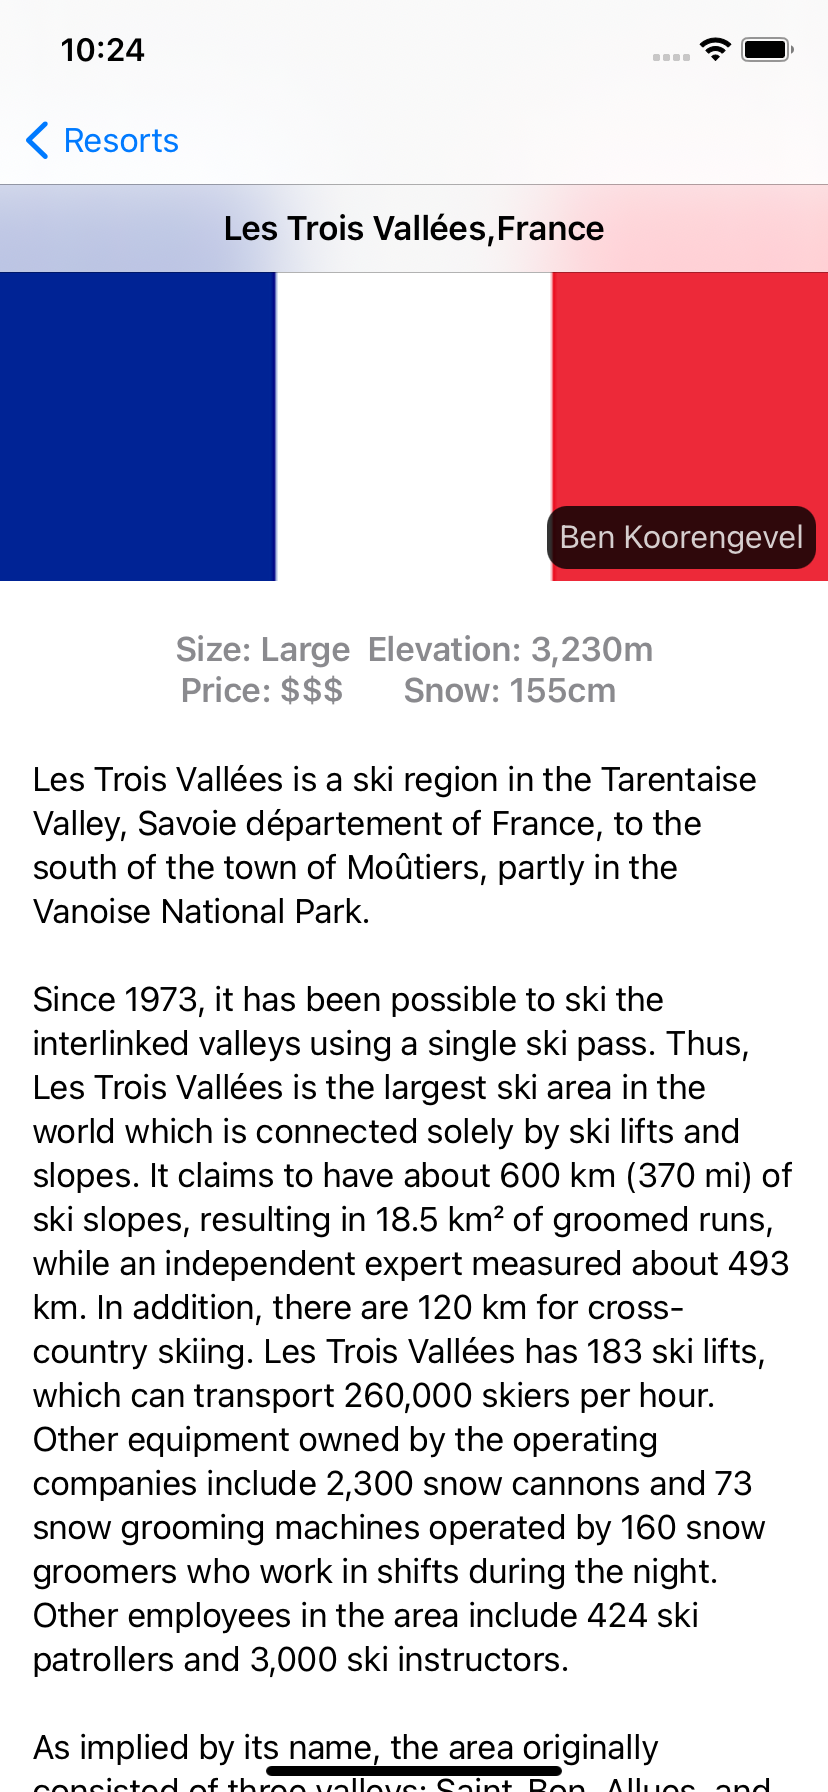 10:24
Resorts
Les Trois Vallées,France
Ben Koorengevel
Size: Large Elevation: 3,230m
Price: $$$ Snow: 155cm
Les Trois Vallées is a ski region in the Tarentaise
Valley, Savoie département of France, to the
south of the town of Moûtiers, partly in the
Vanoise National Park.
Since 1973, it has been possible to ski the
interlinked valleys using a single ski pass. Thus,
Les Trois Vallées is the largest ski area in the
world which is connected solely by ski lifts and
slopes. It claims to have about 600 km (370 mi) of
ski slopes, resulting in 18.5 km² of groomed runs,
while an independent expert measured about 493
km. In addition, there are 120 km for cross-
country skiing. Les Trois Vallées has 183 ski lifts,
which can transport 260,000 skiers per hour.
Other equipment owned by the operating
companies include 2,300 snow cannons and 73
snow grooming machines operated by 160 snow
groomers who work in shifts during the night.
Other employees in the area include 424 ski
patrollers and 3,000 ski instructors.
As implied by its name, the area originally
consisted of three valleys: Saint-Bon, Allues, and